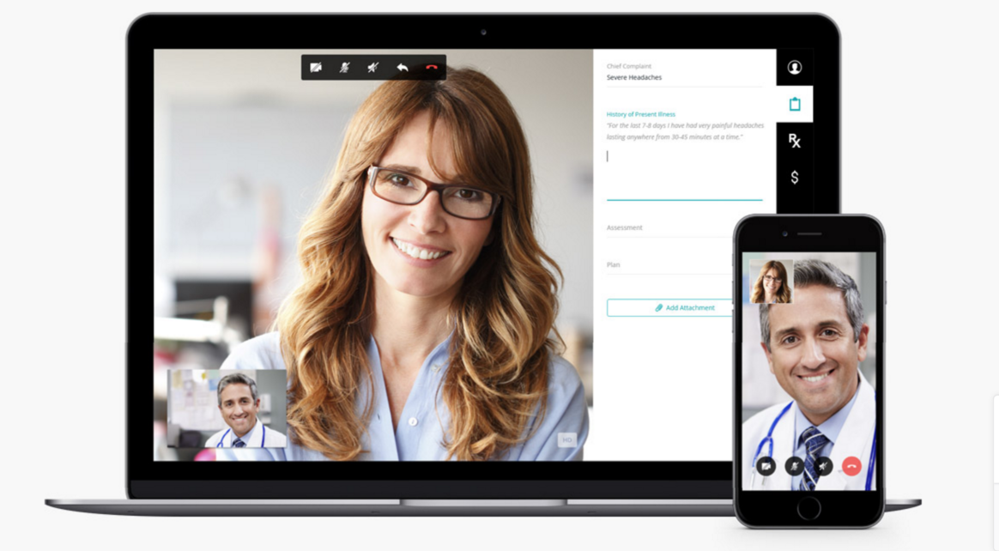 Chief Complaint
Severe Headaches
History of Present Illness
"For the last 7-8 days I have had very painful headaches
lasting anywhere from 30-45 minutes at a time."
Assessment
Plan
Add Attachment
Rx
$
HD